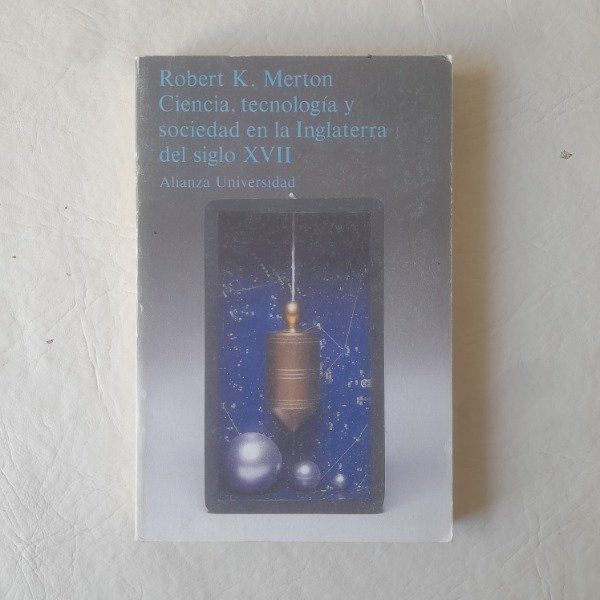 Robert K. Merton
Ciencia, tecnología y
sociedad en la Inglaterra
del siglo XVII
Alianza Universidad